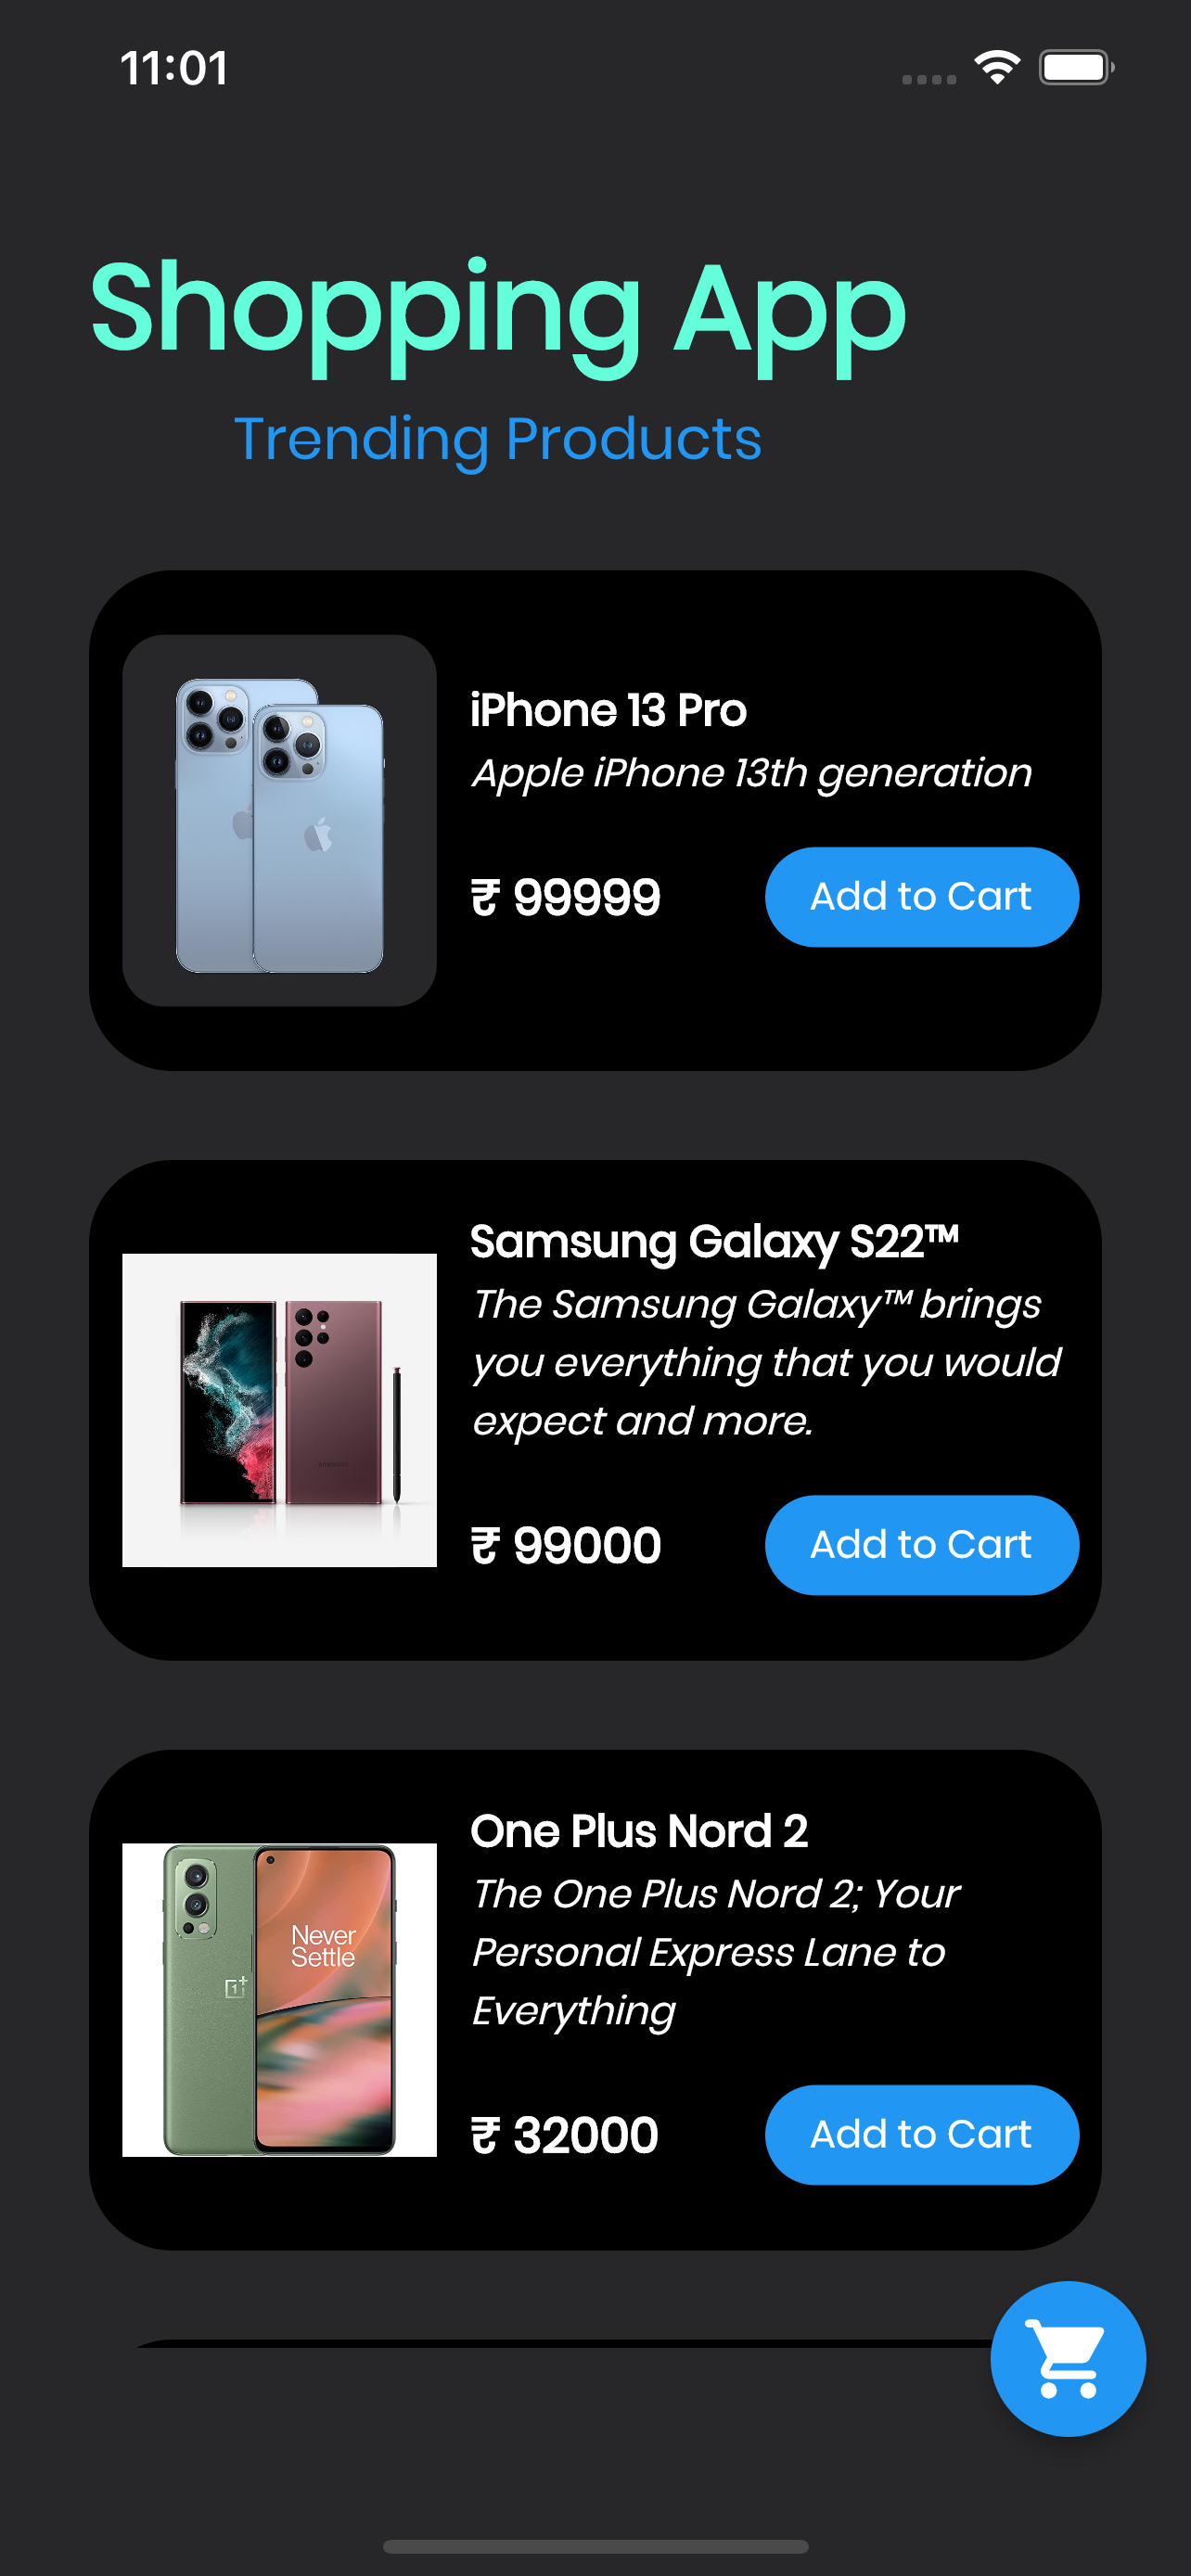 11:01
Shopping App
Trending Products
iPhone 13 Pro
Apple iPhone 13th generation
₹ 99999
Add to Cart
Samsung Galaxy S22™
The Samsung Galaxy™ brings
you everything that you would
expect and more.
SAMSUNG
₹ 99000
Add to Cart
One Plus Nord 2
The One Plus Nord 2; Your
Personal Express Lane to
Everything
Never
Settle
1+
₹ 32000
Add to Cart